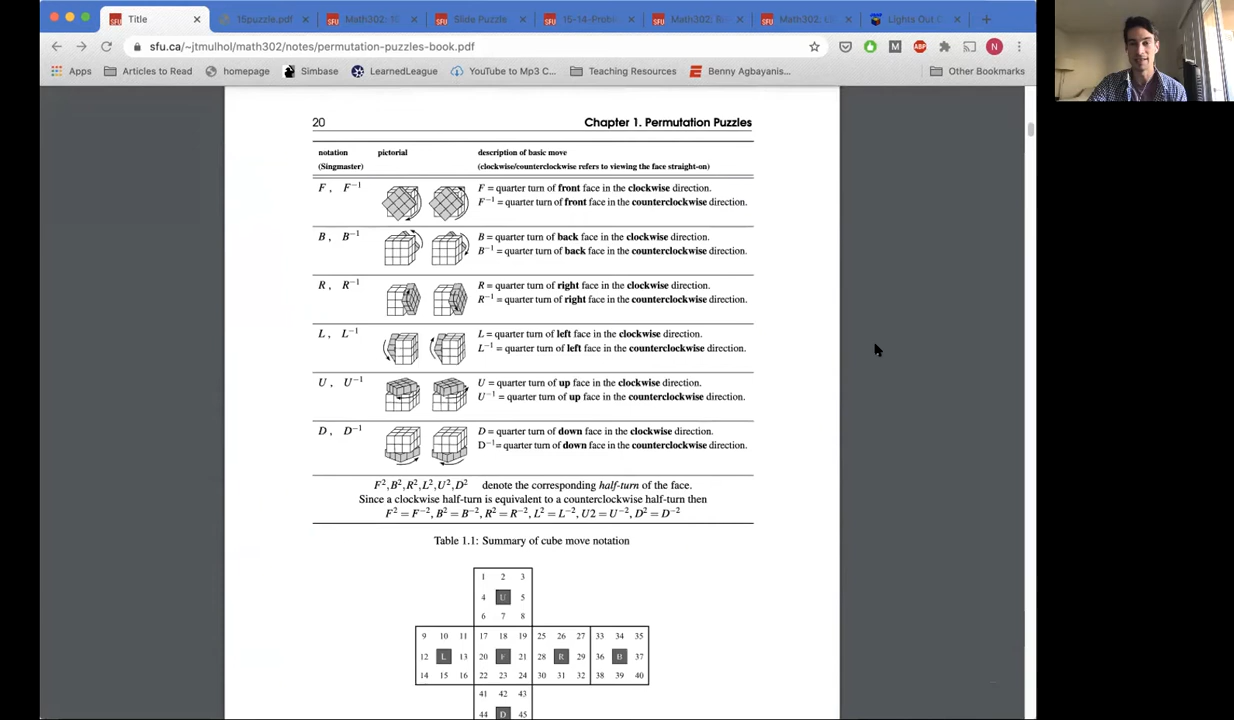 Title
15puzzle.pdf
Math302: 15
Slide Puzzle
15-14-Prob
Math302: R
Math302: L
Lights Out
sfu.ca/~jtmulhol/math302/notes/permutation-puzzles-book.pdf
M ABP N
Apps Articles to Read homepage Simbase LearnedLeague YouTube to Mp3 C... Teaching Resources Benny Agbayanis... Other Bookmarks
20 Chapter 1. Permutation Puzzles
notation pictorial description of basic move
(Singmaster) (clockwise/counterclockwise refers to viewing the face straight-on)
F , F⁻¹ F = quarter turn of front face in the clockwise direction.
F⁻¹ = quarter turn of front face in the counterclockwise direction.
B , B⁻¹ B = quarter turn of back face in the clockwise direction.
B⁻¹ = quarter turn of back face in the counterclockwise direction.
R , R⁻¹ R = quarter turn of right face in the clockwise direction.
R⁻¹ = quarter turn of right face in the counterclockwise direction.
L , L⁻¹ L = quarter turn of left face in the clockwise direction.
L⁻¹ = quarter turn of left face in the counterclockwise direction.
U , U⁻¹ U = quarter turn of up face in the clockwise direction.
U⁻¹ = quarter turn of up face in the counterclockwise direction.
D , D⁻¹ D = quarter turn of down face in the clockwise direction.
D⁻¹ = quarter turn of down face in the counterclockwise direction.
F², B², R², L², U², D² denote the corresponding half-turn of the face.
Since a clockwise half-turn is equivalent to a counterclockwise half-turn then
F² = F⁻², B² = B⁻², R² = R⁻², L² = L⁻², U2 = U⁻², D² = D⁻²
Table 1.1: Summary of cube move notation
1 2 3
4 U 5
6 7 8
9 10 11 17 18 19 25 26 27 33 34 35
12 L 13 20 F 21 28 R 29 36 B 37
14 15 16 22 23 24 30 31 32 38 39 40
41 42 43
44 D 45